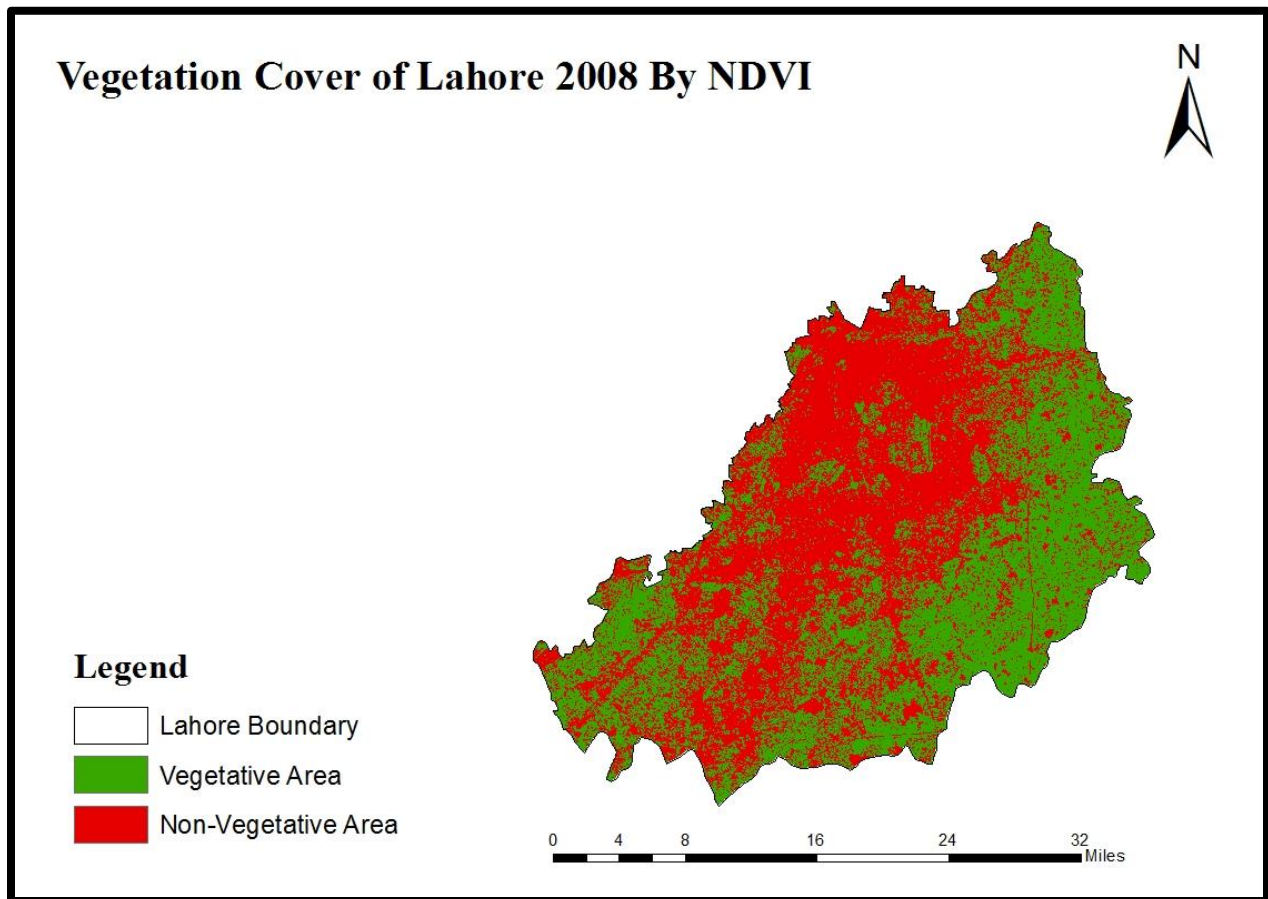 Vegetation Cover of Lahore 2008 By NDVI
N
Legend
Lahore Boundary
Vegetative Area
Non-Vegetative Area
0 4 8 16 24 32
Miles